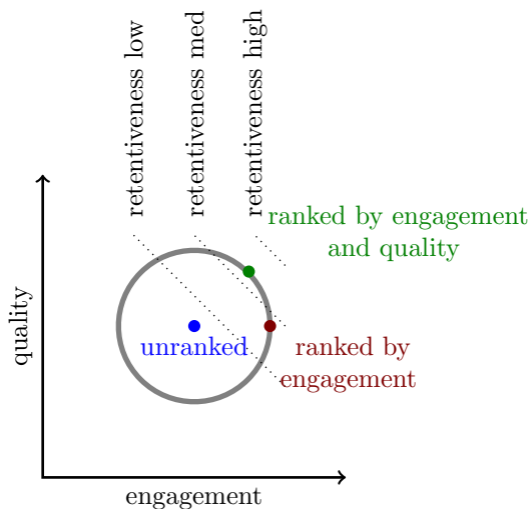 retentiveness low
retentiveness med
retentiveness high
ranked by engagement
and quality
quality
unranked
ranked by
engagement
engagement